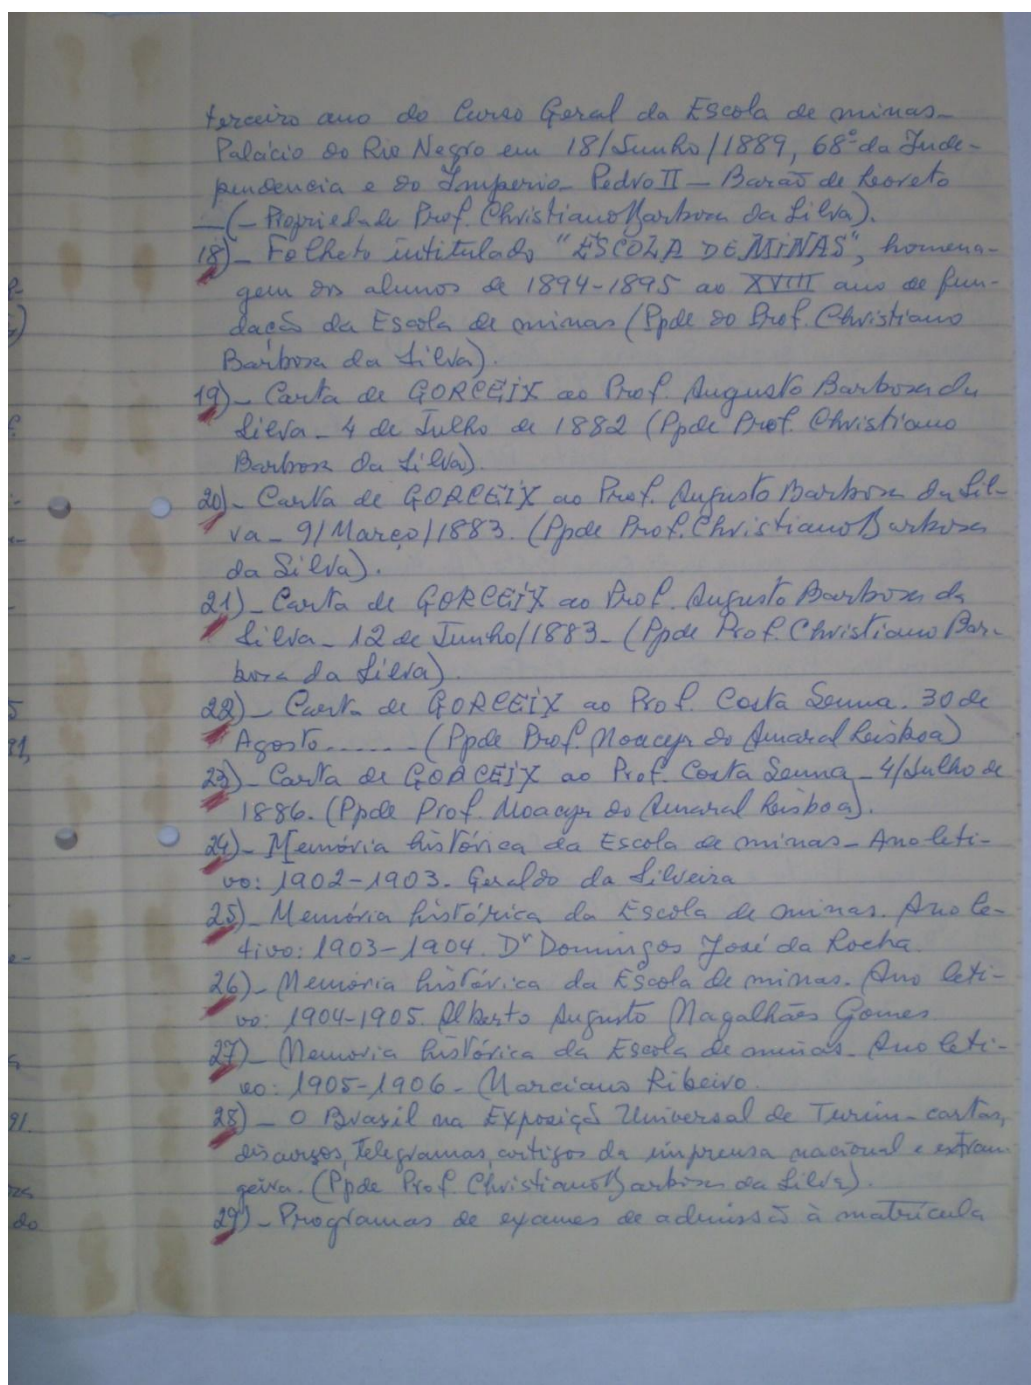 terceiro ano do Curso Geral da Escola de minas_
Palácio do Rio Negro em 18/Junho/1889, 68º da Inde-
pendencia e do Imperio_ Pedro II — Barão de Loreto
_(- Propriedade Prof. Christiano Barbosa da Silva).
18)_ Folheto intitulado "ESCOLA DE MINAS", homena-
gem dos alunos de 1894-1895 ao XVIII ano de fun-
dação da Escola de minas (Ppde do Prof. Christiano
Barbosa da Silva).
19)_ Carta de GORCEIX ao Prof. Augusto Barbosa da
Silva_ 4 de Julho de 1882 (Ppde Prof. Christiano
Barbosa da Silva).
20)_ Carta de GORCEIX ao Prof. Augusto Barbosa da Sil-
va_ 9/Março/1883. (Ppde Prof. Christiano Barbosa
da Silva).
21)_ Carta de GORCEIX ao Prof. Augusto Barbosa da
Silva_ 12 de Junho/1883_ (Ppde Prof. Christiano Bar-
bosa da Silva)
22)_ Carta de GORCEIX ao Prof. Costa Senna. 30 de
Agosto....... (Ppde Prof. Moacyr do Amaral Lisboa)
23)_ Carta de GORCEIX ao Prof. Costa Senna_ 4/Julho de
1886. (Ppde Prof. Moacyr do Amaral Lisboa).
24)_ Memória histórica da Escola de minas_ Ano leti-
vo: 1902-1903. Geraldo da Silveira
25)_ Memória histórica da Escola de minas. Ano le-
tivo: 1903-1904. Dr Domingos José da Rocha.
26)_ Memória histórica da Escola de minas. Ano leti-
vo: 1904-1905. Alberto Augusto Magalhães Gomes
27)_ Memoria histórica da Escola de minas_ Ano leti-
vo: 1905-1906_ Marciano Ribeiro.
28)_ O Brasil na Exposição Universal de Turim_ cartas,
discursos, telegramas, artigos da imprensa nacional e extran-
geira. (Ppde Prof Christiano Barbosa da Silva).
29)_ Programas de exames de admissão à matrícula